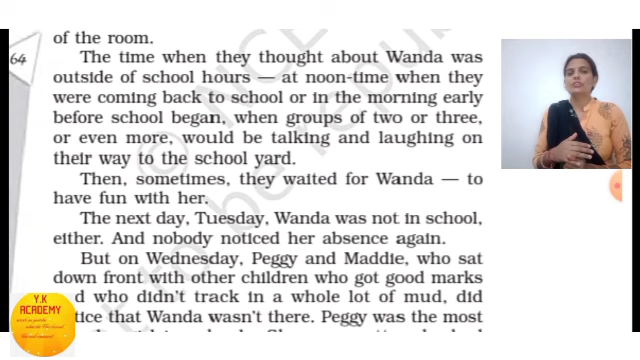 of the room.
64
The time when they thought about Wanda was
outside of school hours — at noon-time when they
were coming back to school or in the morning early
before school began, when groups of two or three,
or even more, would be talking and laughing on
their way to the school yard.
Then, sometimes, they waited for Wanda — to
have fun with her.
The next day, Tuesday, Wanda was not in school,
either. And nobody noticed her absence again.
But on Wednesday, Peggy and Maddie, who sat
down front with other children who got good marks
d who didn't track in a whole lot of mud, did
tice that Wanda wasn't there. Peggy was the most
Y.K
ACADEMY